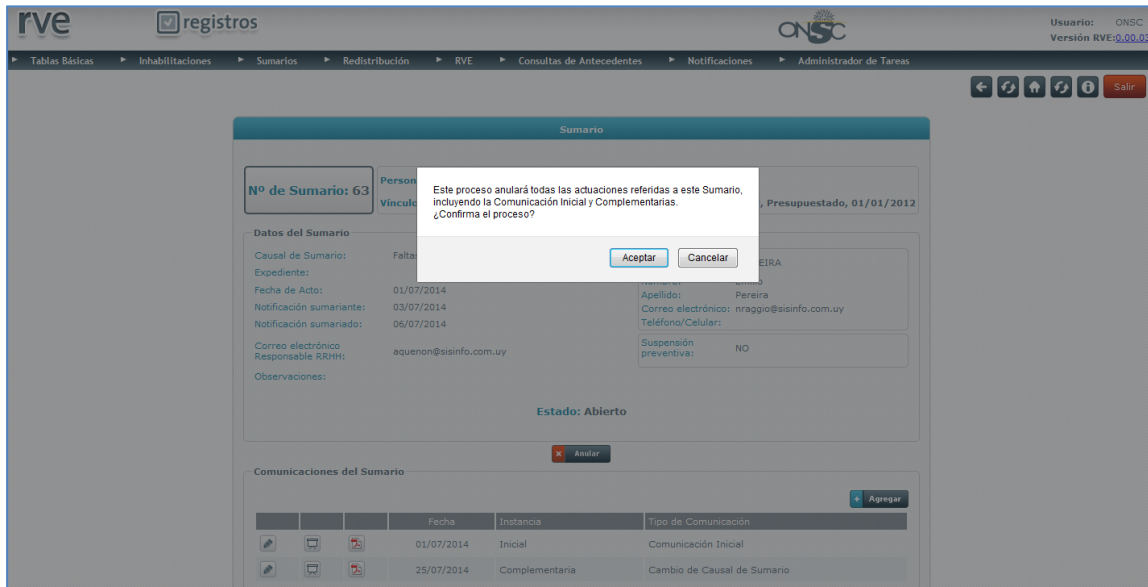 rve
registros
ONSC
Usuario: ONSC
Versión RVE:0.00.03
Tablas Básicas Inhabilitaciones Sumarios Redistribución RVE Consultas de Antecedentes Notificaciones Administrador de Tareas
Salir
Sumario
Nº de Sumario: 63
Person
Vínculo
, Presupuestado, 01/01/2012
Este proceso anulará todas las actuaciones referidas a este Sumario,
incluyendo la Comunicación Inicial y Complementarias.
¿Confirma el proceso?
Aceptar Cancelar
Datos del Sumario
Causal de Sumario: Falta
EIRA
Expediente:
Fecha de Acto: 01/07/2014
Apellido: Pereira
Notificación sumariante: 03/07/2014
Correo electrónico: nraggio@sisinfo.com.uy
Notificación sumariado: 06/07/2014
Teléfono/Celular:
Correo electrónico
Responsable RRHH: aquenon@sisinfo.com.uy
Suspensión
preventiva: NO
Observaciones:
Estado: Abierto
Anular
Comunicaciones del Sumario
Agregar
Fecha Instancia Tipo de Comunicación
01/07/2014 Inicial Comunicación Inicial
25/07/2014 Complementaria Cambio de Causal de Sumario